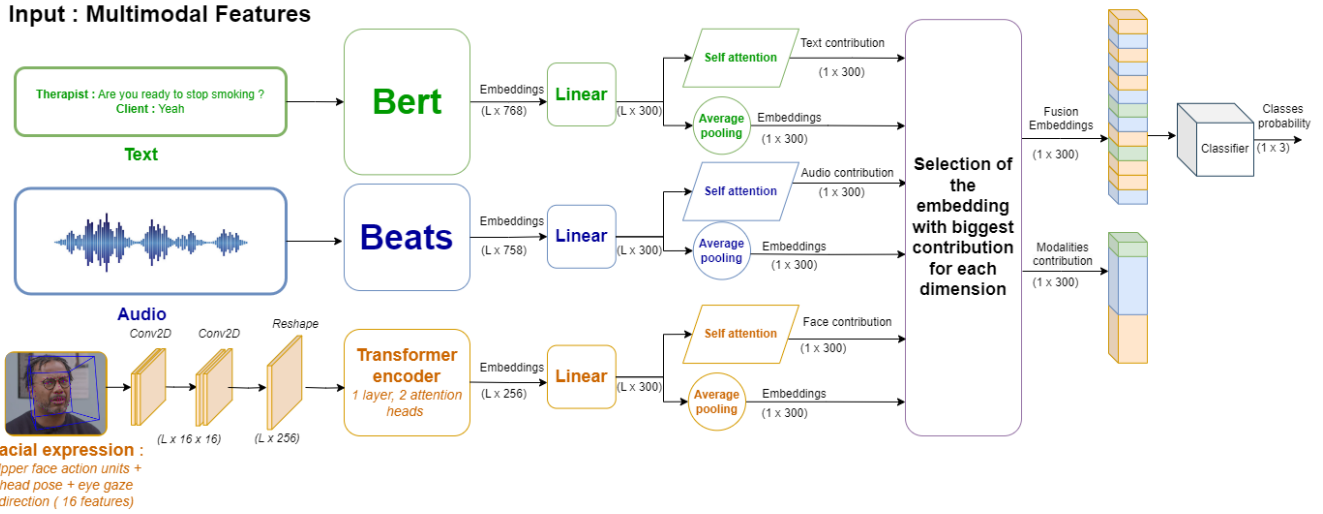 Input : Multimodal Features
Therapist : Are you ready to stop smoking ?
Client : Yeah
Text
Bert
Embeddings
(L x 768)
Linear
(L x 300)
Self attention
Text contribution
(1 x 300)
Average
pooling
Embeddings
(1 x 300)
Audio
Beats
Embeddings
(L x 758)
Linear
(L x 300)
Self attention
Audio contribution
(1 x 300)
Average
pooling
Embeddings
(1 x 300)
Conv2D
Conv2D
Reshape
(L x 16 x 16)
(L x 256)
acial expression :
pper face action units +
head pose + eye gaze
direction ( 16 features)
Transformer
encoder
1 layer, 2 attention
heads
Embeddings
(L x 256)
Linear
(L x 300)
Self attention
Face contribution
(1 x 300)
Average
pooling
Embeddings
(1 x 300)
Selection of
the
embedding
with biggest
contribution
for each
dimension
Fusion
Embeddings
(1 x 300)
Modalities
contribution
(1 x 300)
Classifier
Classes
probability
(1 x 3)